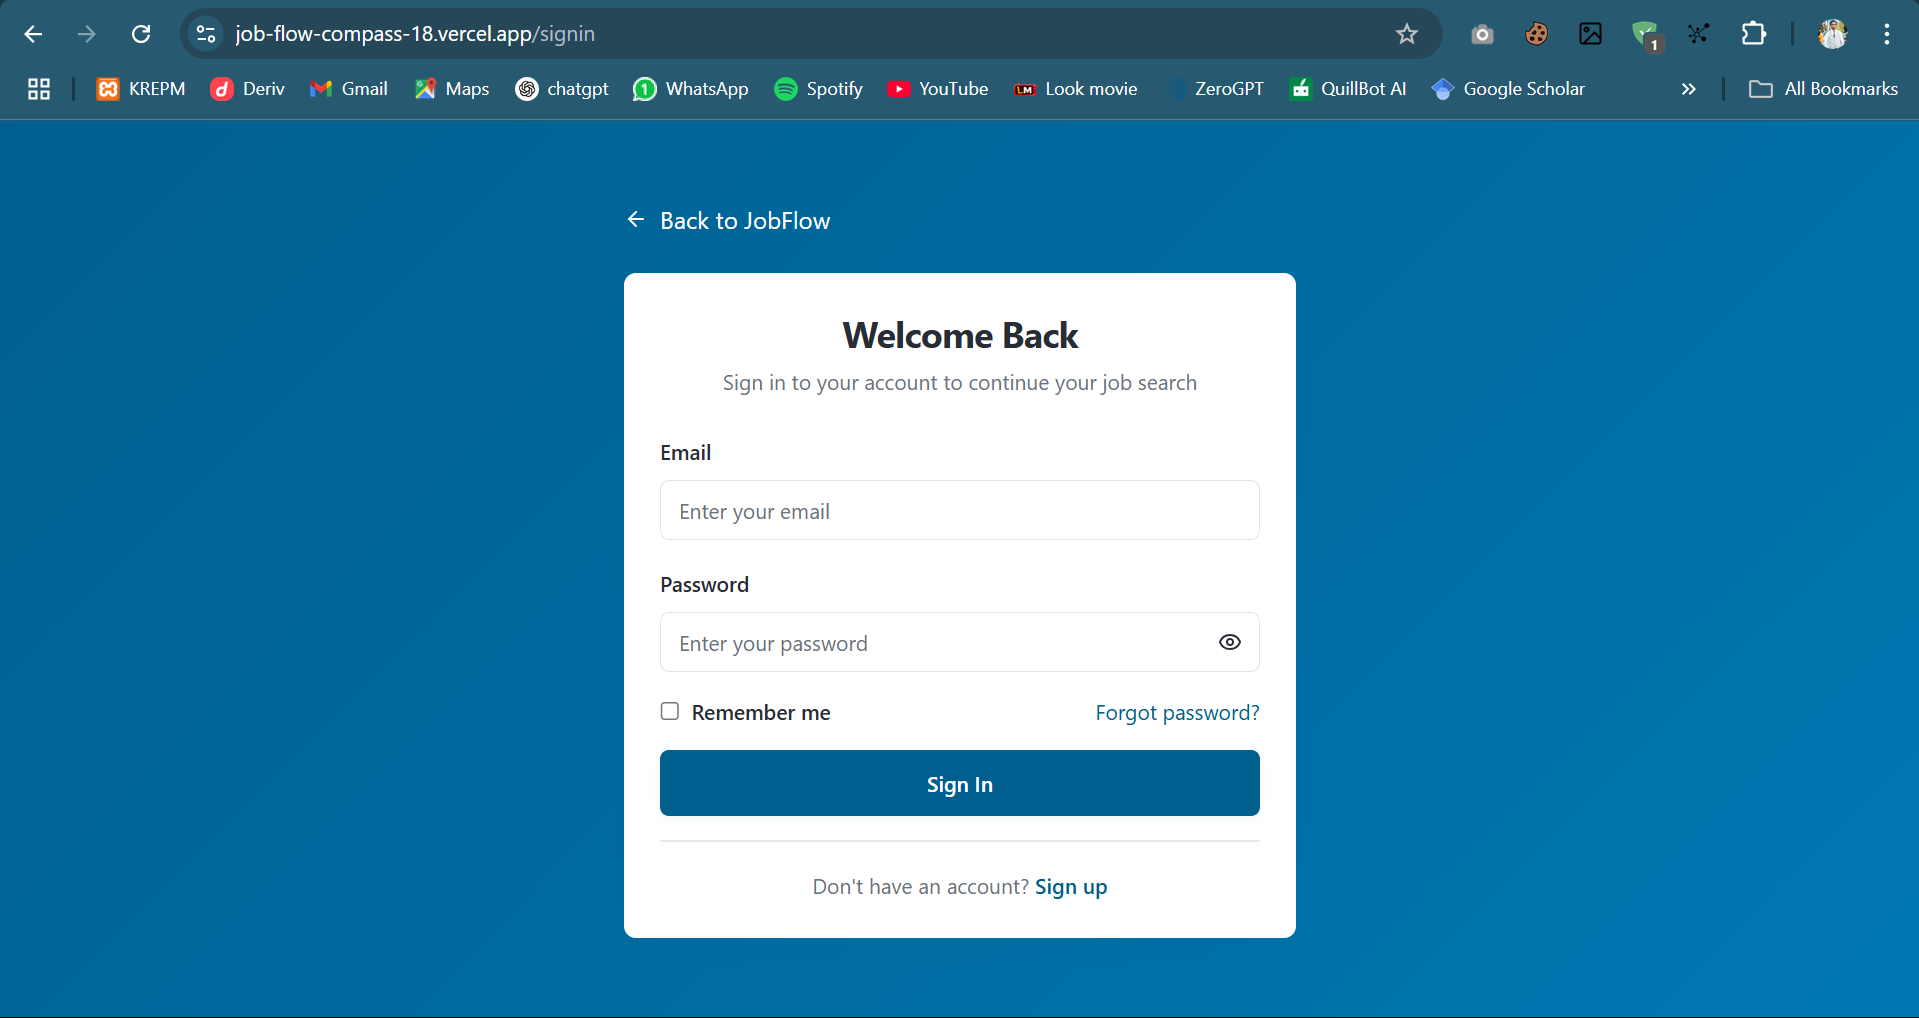 job-flow-compass-18.vercel.app/signin
1
KREPM Deriv Gmail Maps chatgpt 1 WhatsApp Spotify YouTube LM Look movie ZeroGPT QuillBot AI Google Scholar All Bookmarks
Back to JobFlow
Welcome Back
Sign in to your account to continue your job search
Email
Enter your email
Password
Enter your password
Remember me Forgot password?
Sign In
Don't have an account? Sign up